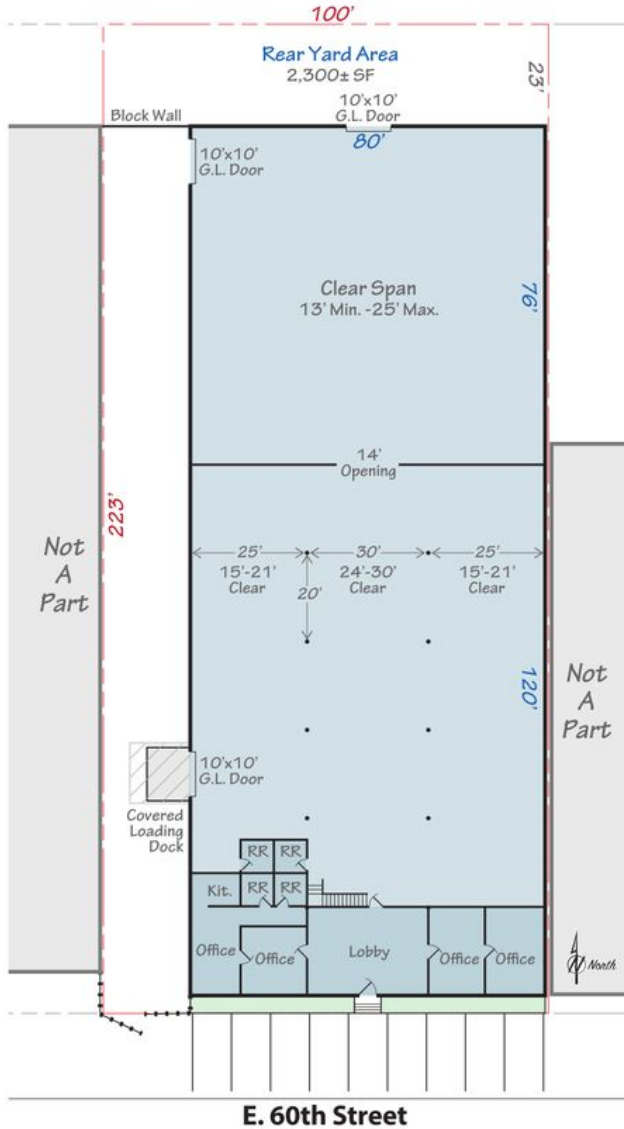 100'
Rear Yard Area
2,300± SF
23'
10'x10'
G.L. Door
Block Wall
80'
10'x10'
G.L. Door
Clear Span
13' Min. -25' Max.
76'
14'
Opening
223'
Not
A
Part
25'
15'-21'
Clear
30'
24'-30'
Clear
25'
15'-21'
Clear
20'
120'
Not
A
Part
10'x10'
G.L. Door
Covered
Loading
Dock
RR
RR
Kit.
RR
RR
Office
Office
Lobby
Office
Office
N
North
E. 60th Street